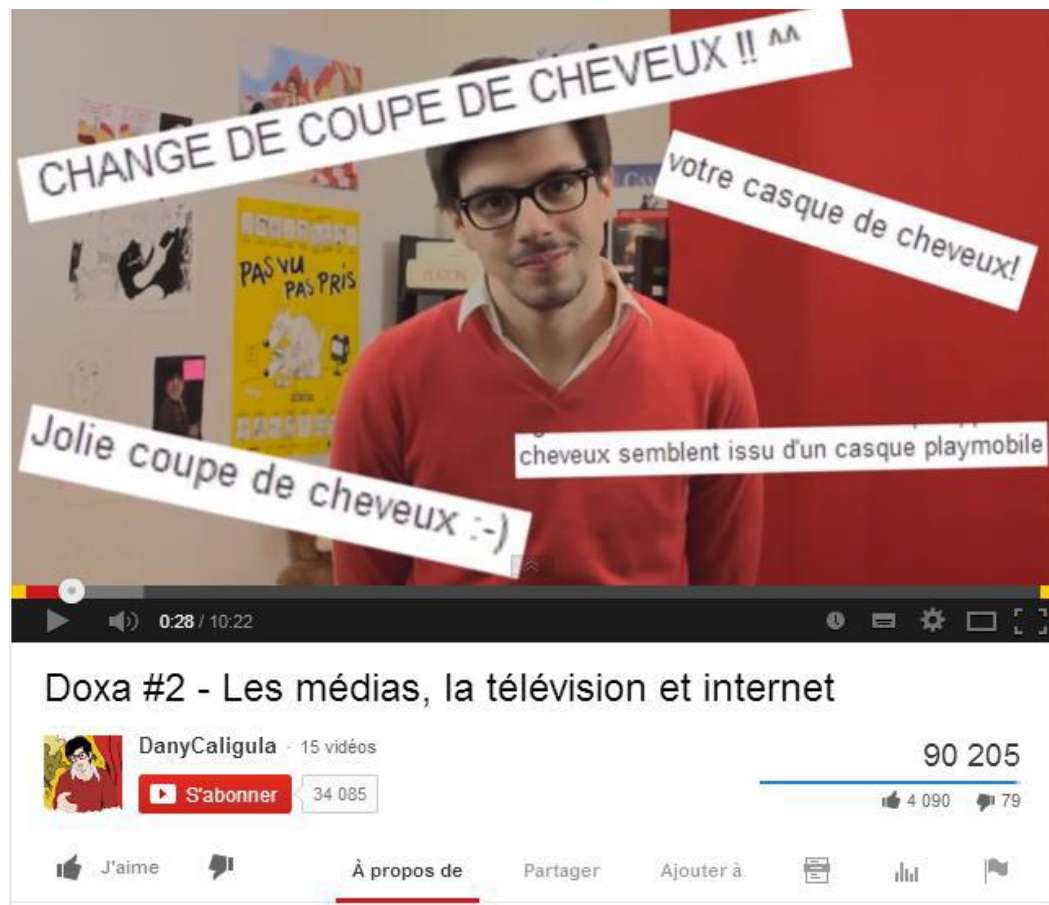 CHANGE DE COUPE DE CHEVEUX !! ^^
votre casque de cheveux!
PAS VU
PAS PRIS
Jolie coupe de cheveux :-)
cheveux semblent issu d'un casque playmobile
0:28 / 10:22
Doxa #2 - Les médias, la télévision et internet
DanyCaligula · 15 vidéos
90 205
S'abonner 34 085
4 090 79
J'aime À propos de Partager Ajouter à